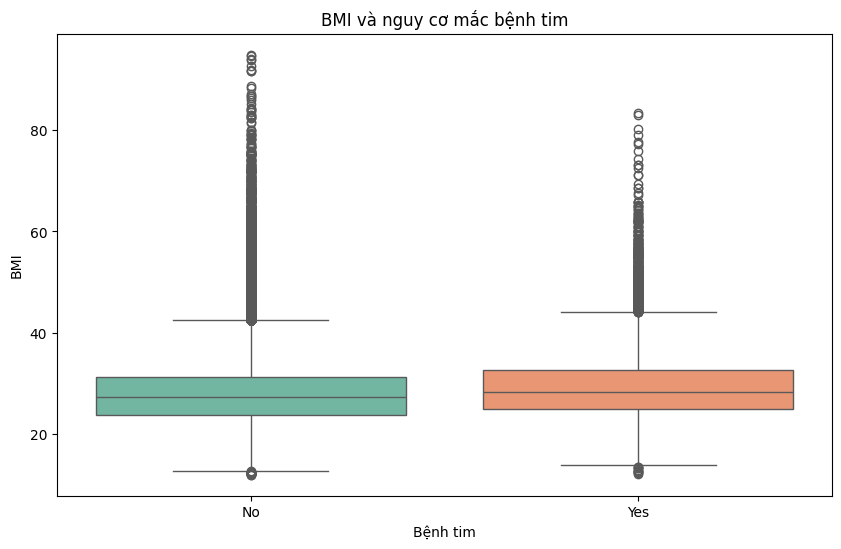 BMI và nguy cơ mắc bệnh tim
BMI
80
60
40
20
No
Yes
Bệnh tim